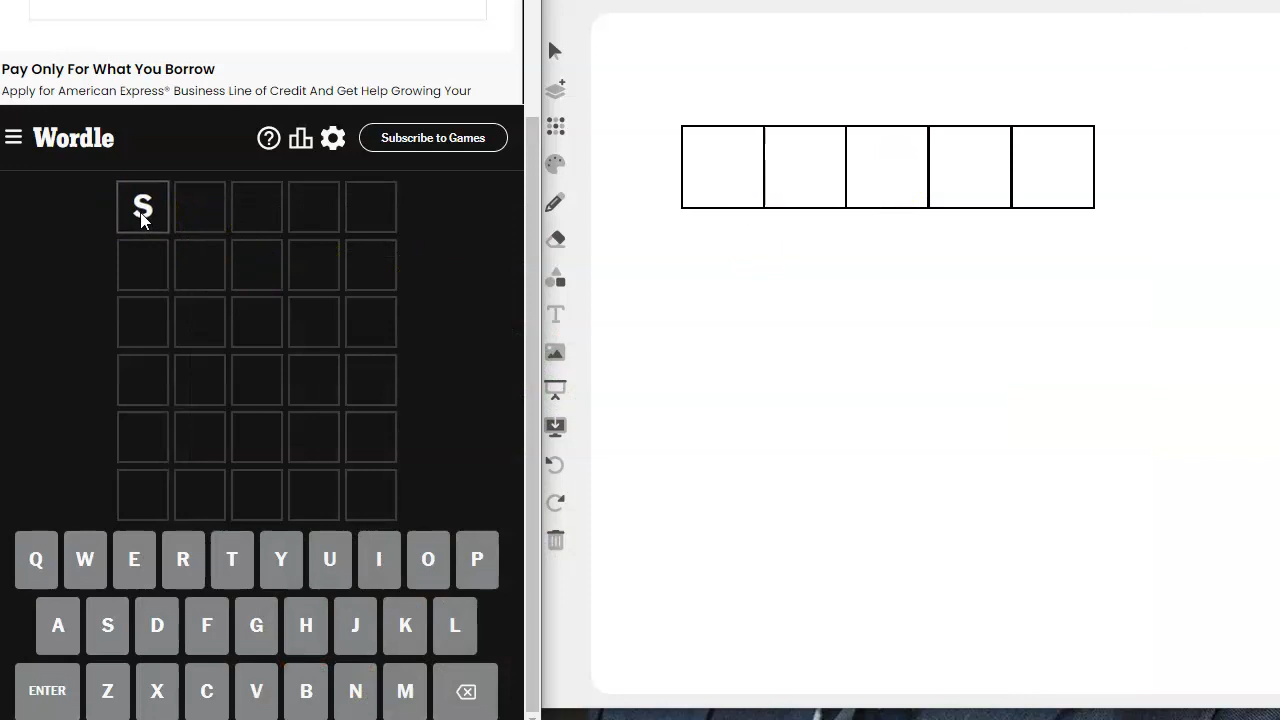 Pay Only For What You Borrow
Apply for American Express® Business Line of Credit And Get Help Growing Your
Wordle
Subscribe to Games
S
Q W E R T Y U I O P
A S D F G H J K L
ENTER Z X C V B N M
T